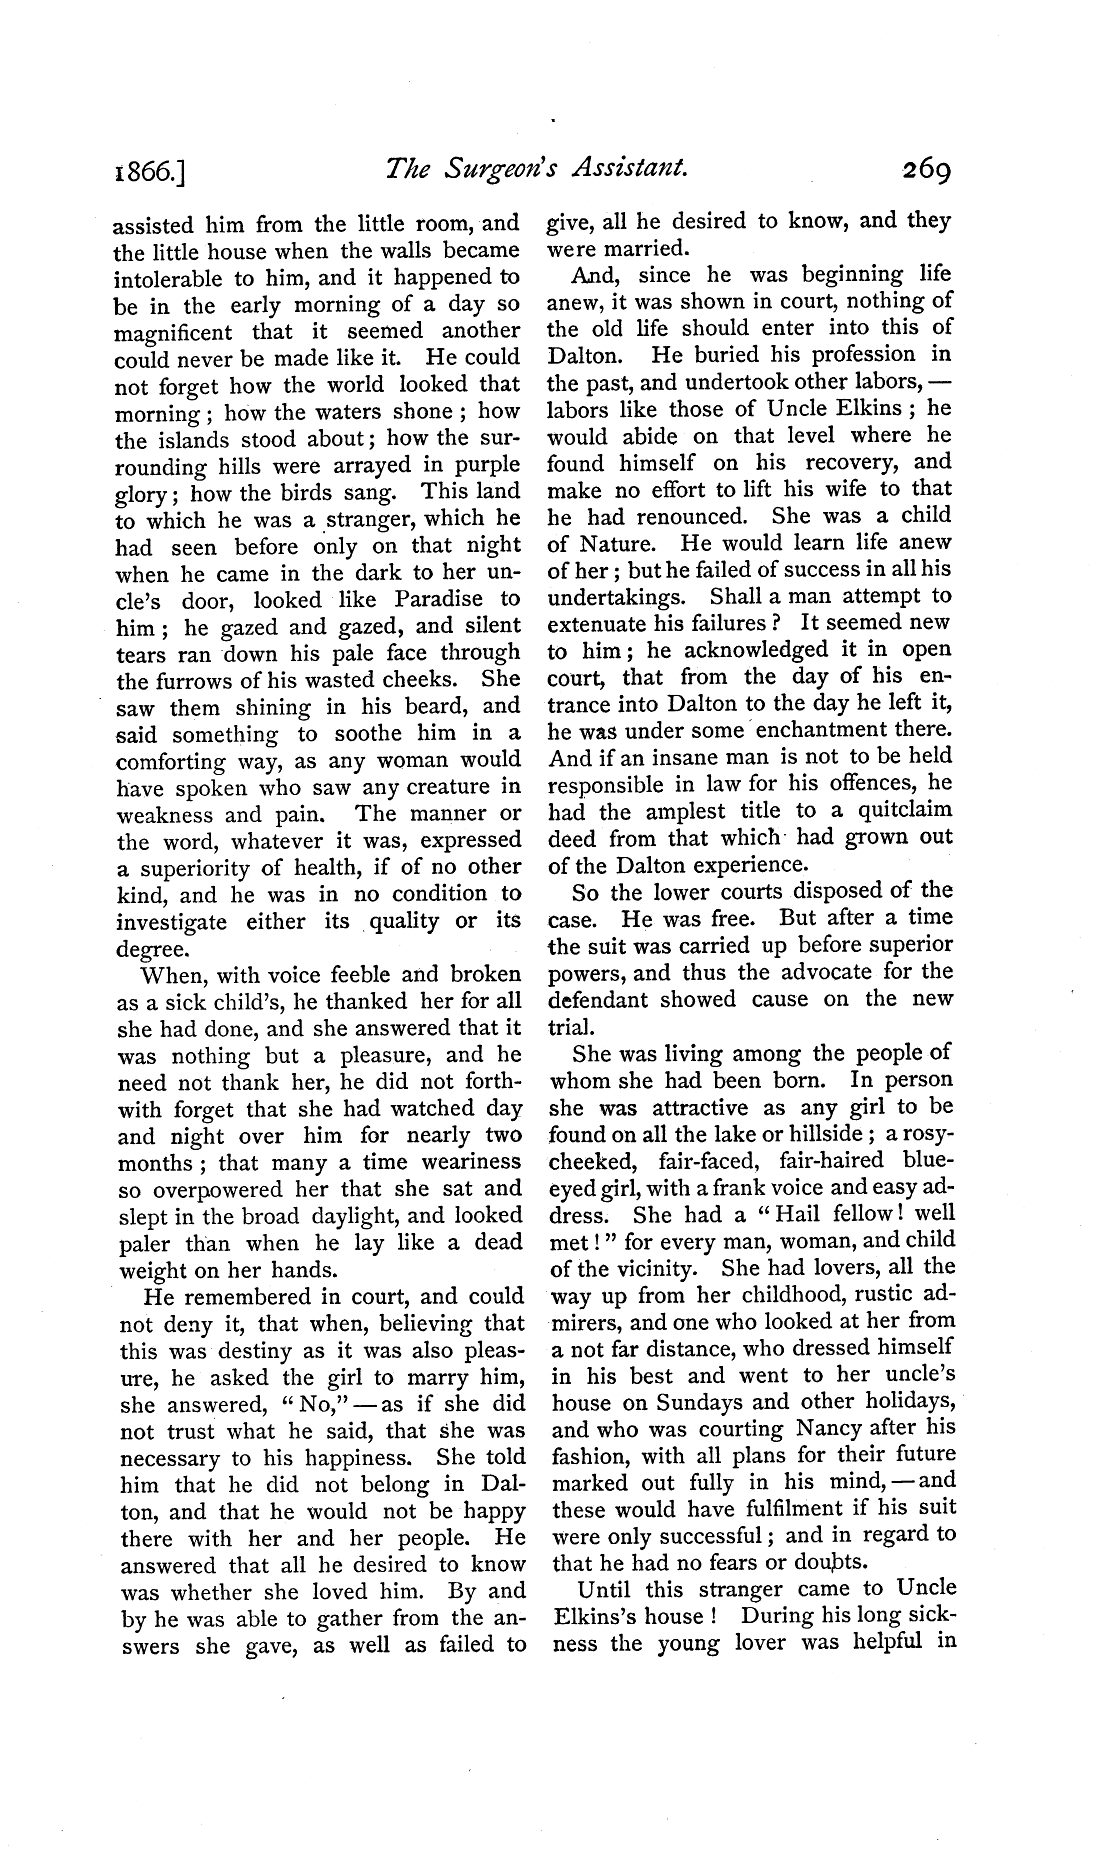 1866.] The Surgeon's Assistant. 269
assisted him from the little room, and
the little house when the walls became
intolerable to him, and it happened to
be in the early morning of a day so
magnificent that it seemed another
could never be made like it. He could
not forget how the world looked that
morning ; how the waters shone ; how
the islands stood about ; how the sur-
rounding hills were arrayed in purple
glory ; how the birds sang. This land
to which he was a stranger, which he
had seen before only on that night
when he came in the dark to her un-
cle's door, looked like Paradise to
him ; he gazed and gazed, and silent
tears ran down his pale face through
the furrows of his wasted cheeks. She
saw them shining in his beard, and
said something to soothe him in a
comforting way, as any woman would
have spoken who saw any creature in
weakness and pain. The manner or
the word, whatever it was, expressed
a superiority of health, if of no other
kind, and he was in no condition to
investigate either its quality or its
degree.
When, with voice feeble and broken
as a sick child's, he thanked her for all
she had done, and she answered that it
was nothing but a pleasure, and he
need not thank her, he did not forth-
with forget that she had watched day
and night over him for nearly two
months ; that many a time weariness
so overpowered her that she sat and
slept in the broad daylight, and looked
paler than when he lay like a dead
weight on her hands.
He remembered in court, and could
not deny it, that when, believing that
this was destiny as it was also pleas-
ure, he asked the girl to marry him,
she answered, "No," — as if she did
not trust what he said, that she was
necessary to his happiness. She told
him that he did not belong in Dal-
ton, and that he would not be happy
there with her and her people. He
answered that all he desired to know
was whether she loved him. By and
by he was able to gather from the an-
swers she gave, as well as failed to
give, all he desired to know, and they
were married.
And, since he was beginning life
anew, it was shown in court, nothing of
the old life should enter into this of
Dalton. He buried his profession in
the past, and undertook other labors, —
labors like those of Uncle Elkins ; he
would abide on that level where he
found himself on his recovery, and
make no effort to lift his wife to that
he had renounced. She was a child
of Nature. He would learn life anew
of her ; but he failed of success in all his
undertakings. Shall a man attempt to
extenuate his failures ? It seemed new
to him ; he acknowledged it in open
court, that from the day of his en-
trance into Dalton to the day he left it,
he was under some enchantment there.
And if an insane man is not to be held
responsible in law for his offences, he
had the amplest title to a quitclaim
deed from that which had grown out
of the Dalton experience.
So the lower courts disposed of the
case. He was free. But after a time
the suit was carried up before superior
powers, and thus the advocate for the
defendant showed cause on the new
trial.
She was living among the people of
whom she had been born. In person
she was attractive as any girl to be
found on all the lake or hillside ; a rosy-
cheeked, fair-faced, fair-haired blue-
eyed girl, with a frank voice and easy ad-
dress. She had a "Hail fellow! well
met!" for every man, woman, and child
of the vicinity. She had lovers, all the
way up from her childhood, rustic ad-
mirers, and one who looked at her from
a not far distance, who dressed himself
in his best and went to her uncle's
house on Sundays and other holidays,
and who was courting Nancy after his
fashion, with all plans for their future
marked out fully in his mind, — and
these would have fulfilment if his suit
were only successful ; and in regard to
that he had no fears or doubts.
Until this stranger came to Uncle
Elkins's house ! During his long sick-
ness the young lover was helpful in